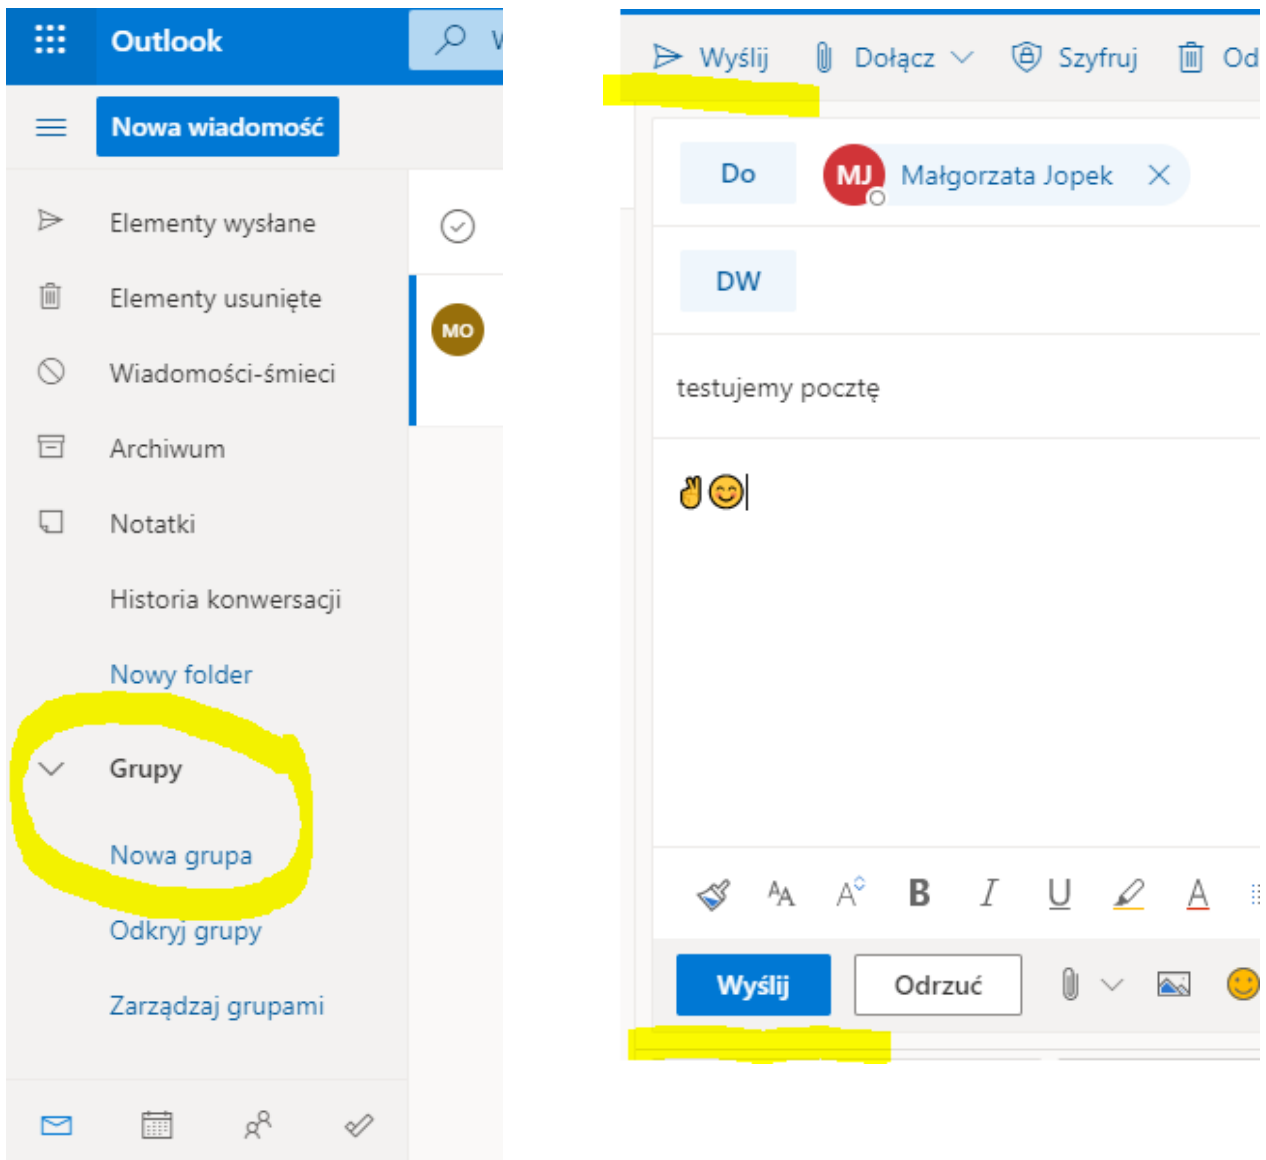 Outlook
Nowa wiadomość
Elementy wysłane
Elementy usunięte
MO
Wiadomości-śmieci
Archiwum
Notatki
Historia konwersacji
Nowy folder
Grupy
Nowa grupa
Odkryj grupy
Zarządzaj grupami
Wyślij Dołącz Szyfruj Od
Do MJ Małgorzata Jopek
DW
testujemy pocztę
✌😊
B I U A
Wyślij Odrzuć